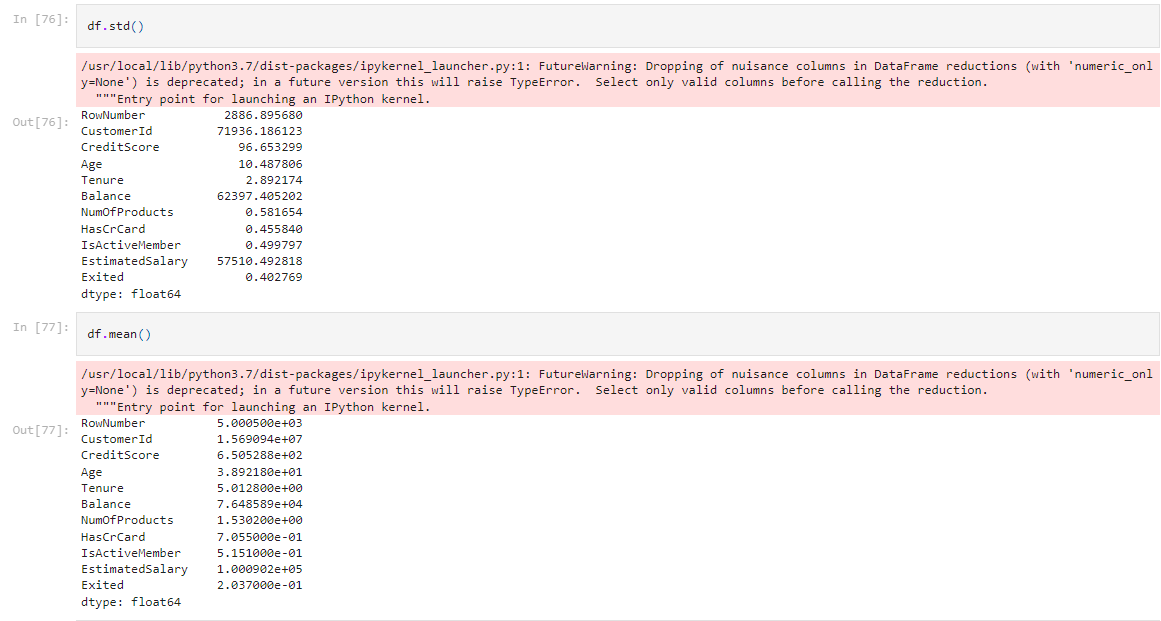 In [76]:
df.std()
/usr/local/lib/python3.7/dist-packages/ipykernel_launcher.py:1: FutureWarning: Dropping of nuisance columns in DataFrame reductions (with 'numeric_onl
y=None') is deprecated; in a future version this will raise TypeError.  Select only valid columns before calling the reduction.
  """Entry point for launching an IPython kernel.
Out[76]:
RowNumber           2886.895680
CustomerId         71936.186123
CreditScore           96.653299
Age                   10.487806
Tenure                 2.892174
Balance            62397.405202
NumOfProducts          0.581654
HasCrCard              0.455840
IsActiveMember         0.499797
EstimatedSalary    57510.492818
Exited                 0.402769
dtype: float64
In [77]:
df.mean()
/usr/local/lib/python3.7/dist-packages/ipykernel_launcher.py:1: FutureWarning: Dropping of nuisance columns in DataFrame reductions (with 'numeric_onl
y=None') is deprecated; in a future version this will raise TypeError.  Select only valid columns before calling the reduction.
  """Entry point for launching an IPython kernel.
Out[77]:
RowNumber          5.000500e+03
CustomerId         1.569094e+07
CreditScore        6.505288e+02
Age                3.892180e+01
Tenure             5.012800e+00
Balance            7.648589e+04
NumOfProducts      1.530200e+00
HasCrCard          7.055000e-01
IsActiveMember     5.151000e-01
EstimatedSalary    1.000902e+05
Exited             2.037000e-01
dtype: float64